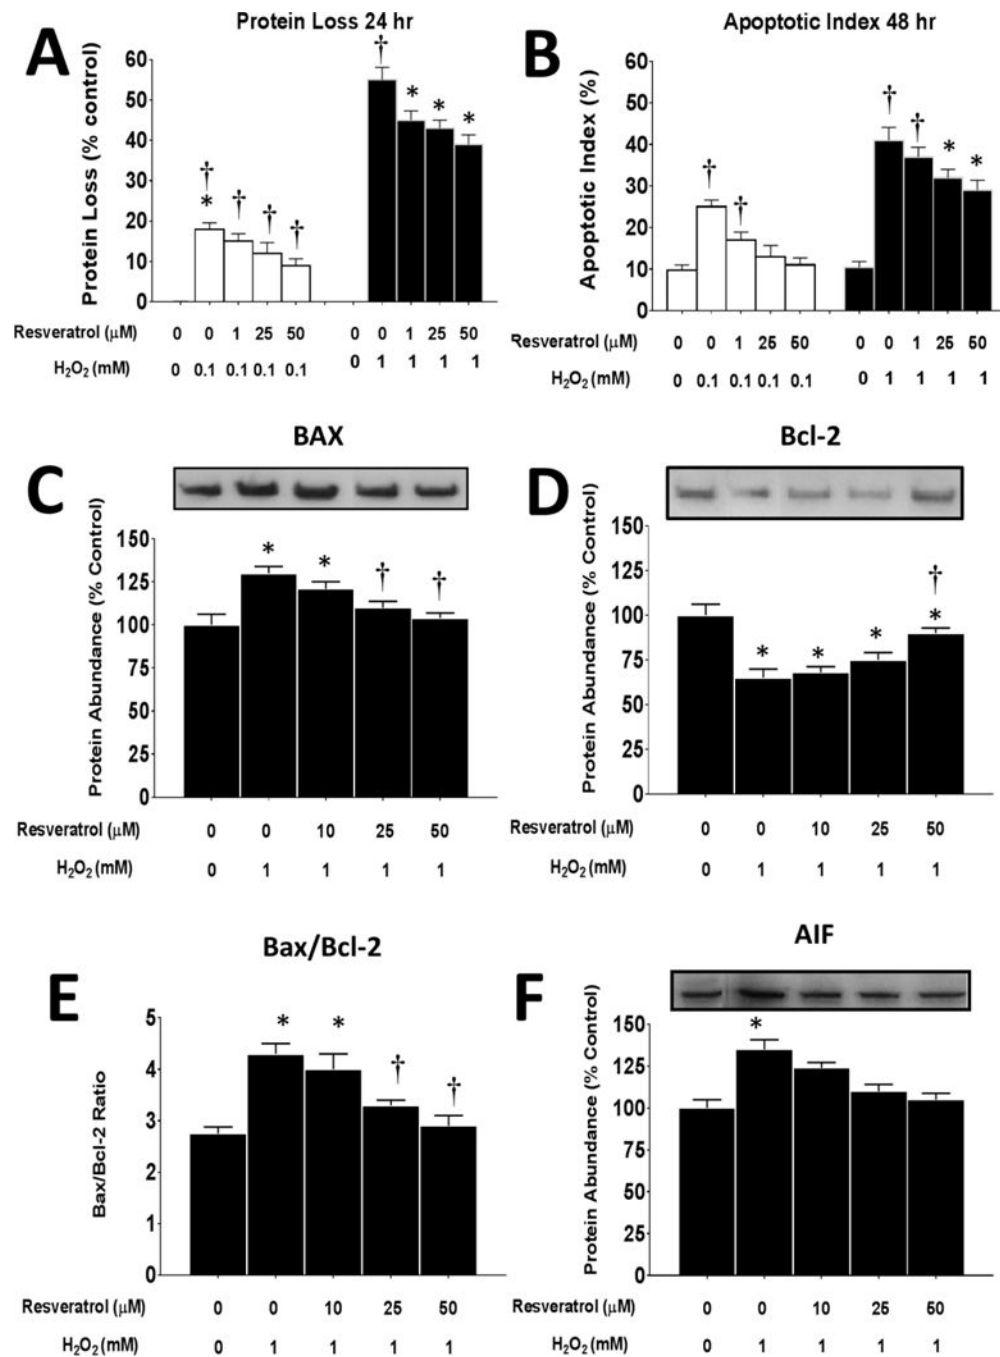 Protein Loss 24 hr
A
Protein Loss (% control)
60
50
40
30
20
10
0
†
*
†
†
†
†
*
*
*
Resveratrol (µM) 0 0 1 25 50 0 0 1 25 50
H₂O₂ (mM) 0 0.1 0.1 0.1 0.1 0 1 1 1 1
Apoptotic Index 48 hr
B
Apoptotic Index (%)
60
50
40
30
20
10
0
†
†
†
†
*
*
Resveratrol (µM) 0 0 1 25 50 0 0 1 25 50
H₂O₂ (mM) 0 0.1 0.1 0.1 0.1 0 1 1 1 1
BAX
C
Protein Abundance (% Control)
150
125
100
75
50
25
0
*
*
†
†
Resveratrol (µM) 0 0 10 25 50
H₂O₂ (mM) 0 1 1 1 1
Bcl-2
D
Protein Abundance (% Control)
150
125
100
75
50
25
0
*
*
*
†
*
Resveratrol (µM) 0 0 10 25 50
H₂O₂ (mM) 0 1 1 1 1
Bax/Bcl-2
E
Bax/Bcl-2 Ratio
5
4
3
2
1
0
*
*
†
†
Resveratrol (µM) 0 0 10 25 50
H₂O₂ (mM) 0 1 1 1 1
AIF
F
Protein Abundance (% Control)
150
125
100
75
50
25
0
*
Resveratrol (µM) 0 0 10 25 50
H₂O₂ (mM) 0 1 1 1 1